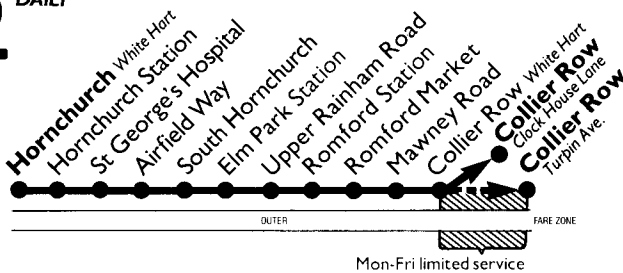 DAILY
Hornchurch White Hart
Hornchurch Station
St George's Hospital
Airfield Way
South Hornchurch
Elm Park Station
Upper Rainham Road
Romford Station
Romford Market
Mawney Road
Collier Row White Hart
Collier Row
Clock House Lane
Collier Row
Turpin Ave.
OUTER
FARE ZONE
Mon-Fri limited service